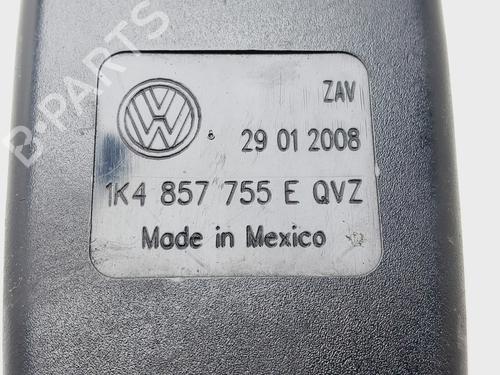 B-PARTS
ZAV
29 01 2008
1K4 857 755 E QVZ
Made in Mexico